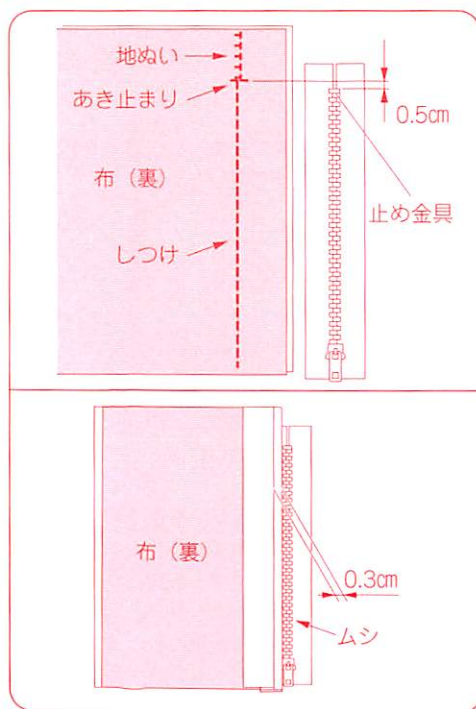 地ぬい
あき止まり
0.5cm
布（裏）
止め金具
しつけ
布（裏）
0.3cm
ムシ